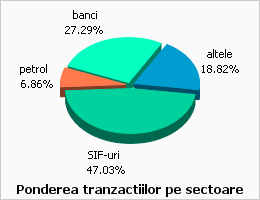 banci
27.29%
altele
18.82%
petrol
6.86%
SIF-uri
47.03%
Ponderea tranzactiilor pe sectoare